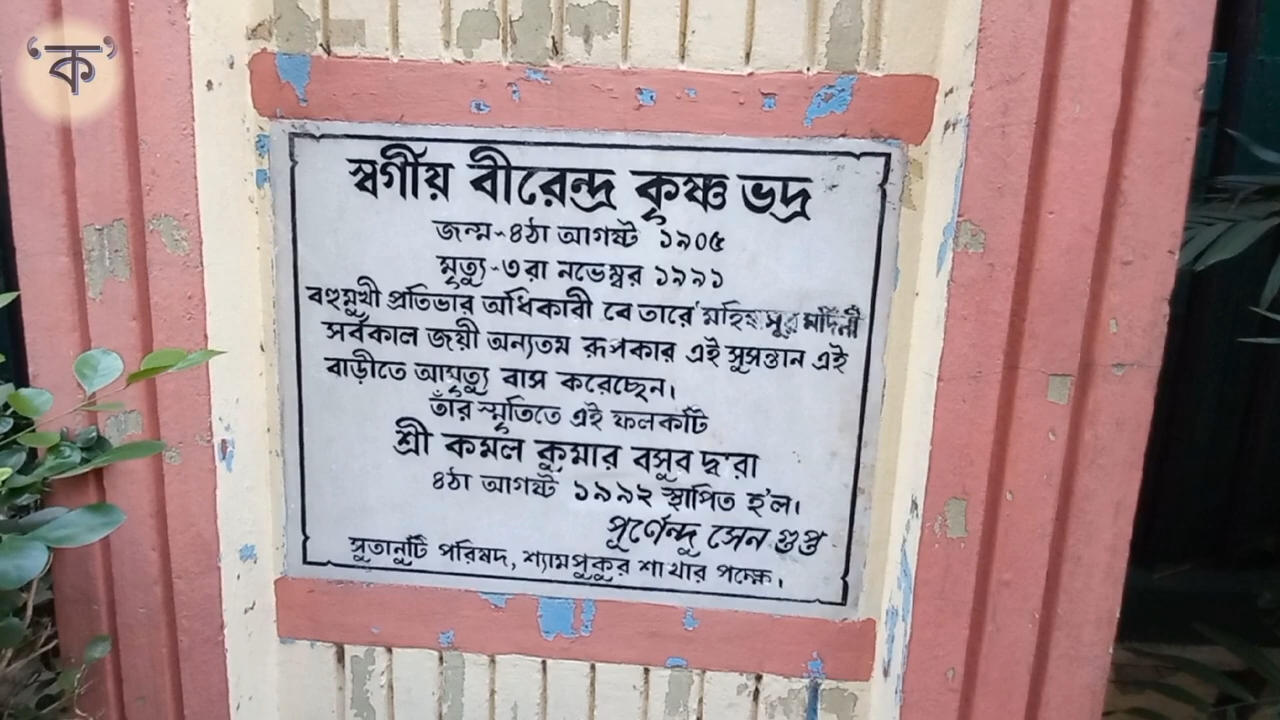 ‘ক’
স্বর্গীয় বীরেন্দ্র কৃষ্ণ ভদ্র
জন্ম-৪ঠা আগষ্ট ১৯০৫
মৃত্যু-৩রা নভেম্বর ১৯৯১
বহুমুখী প্রতিভার অধিকারী বেতারে মহিষাসুর মর্দিনী
সর্বকাল জয়ী অন্যতম রূপকার এই সুসন্তান এই
বাড়ীতে আমৃত্যু বাস করেছেন।
তাঁর স্মৃতিতে এই ফলকটি
শ্রী কমল কুমার বসুর দ্বারা
৪ঠা আগষ্ট ১৯৯২ স্থাপিত হ'ল।
পূর্ণেন্দু সেন গুপ্ত
সুতানুটি পরিষদ, শ্যামপুকুর শাখার পক্ষে।